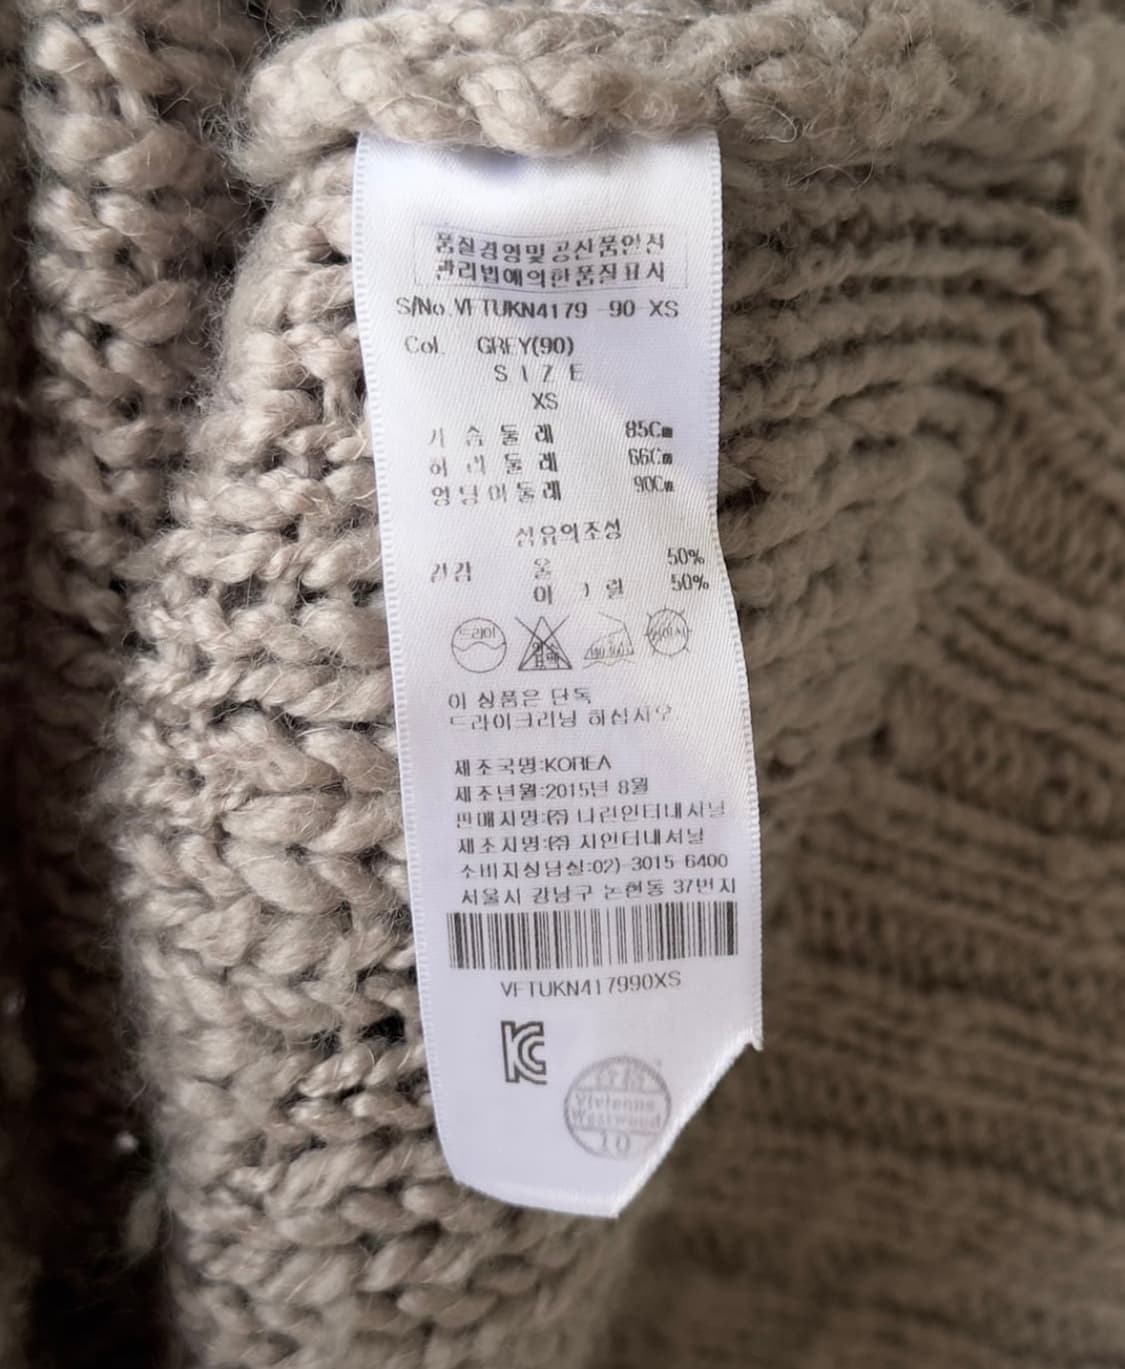 품질경영및공산품안전
관리법에의한품질표시
S/No. VFTUKN4179-90-XS
Col. GREY(90)
SIZE
XS
가슴둘레 85Cm
허리둘레 66Cm
엉덩이둘레 90Cm
섬유의조성
겉감 울 50%
아크릴 50%
드라이
이 상품은 단독
드라이크리닝 하십시오.
제조국명:KOREA
제조년월:2015년 8월
판매자명:㈜ 나린인터내셔널
제조자명:㈜ 지인터내셔널
소비자상담실:02)-3015-6400
서울시 강남구 논현동 37번지
VFTUKN417990XS
KC
Vivienne
Westwood
10